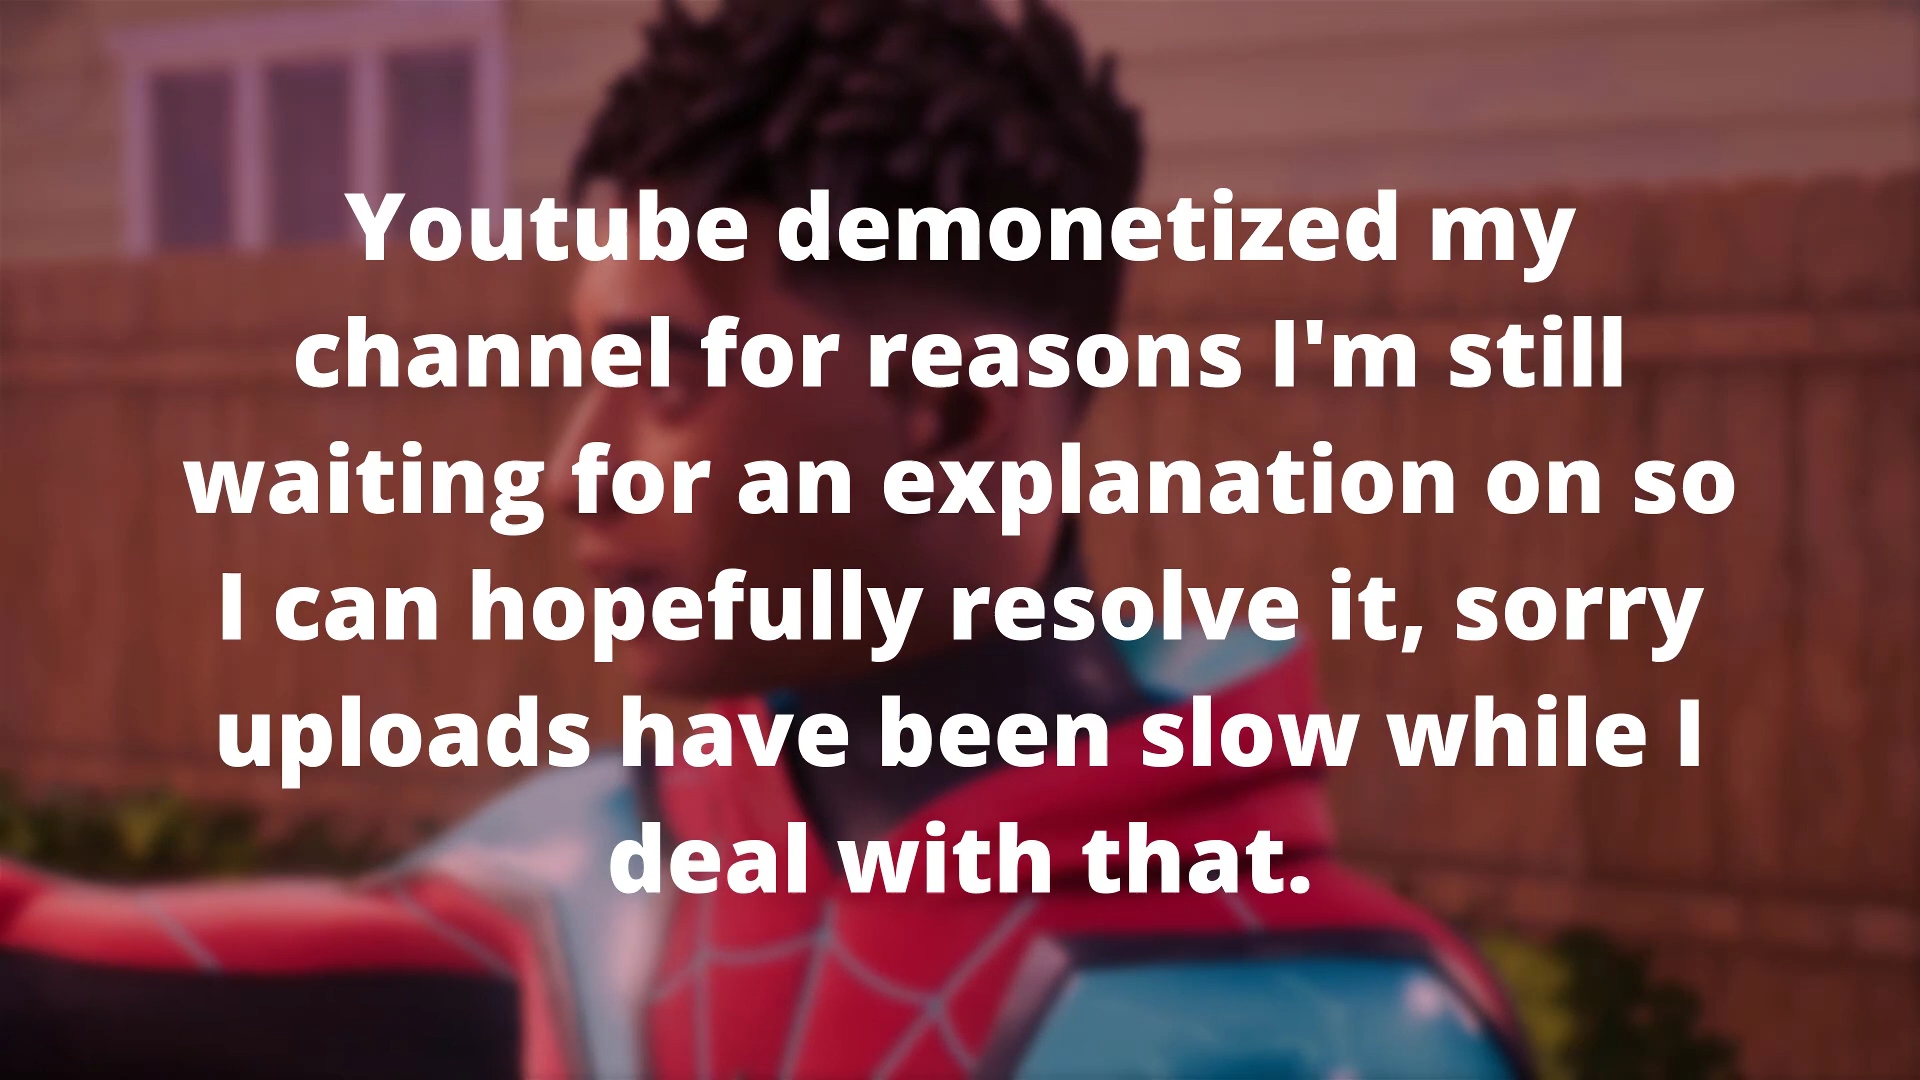 Youtube demonetized my
channel for reasons I'm still
waiting for an explanation on so
I can hopefully resolve it, sorry
uploads have been slow while I
deal with that.